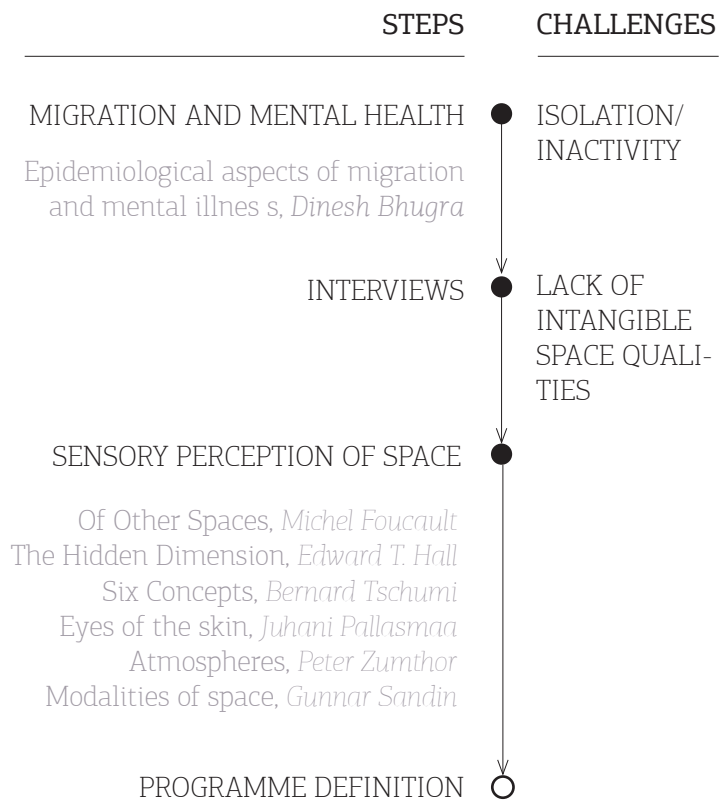 STEPS
CHALLENGES
MIGRATION AND MENTAL HEALTH
ISOLATION/
INACTIVITY
Epidemiological aspects of migration
and mental illnes s, Dinesh Bhugra
INTERVIEWS
LACK OF
INTANGIBLE
SPACE QUALI-
TIES
SENSORY PERCEPTION OF SPACE
Of Other Spaces, Michel Foucault
The Hidden Dimension, Edward T. Hall
Six Concepts, Bernard Tschumi
Eyes of the skin, Juhani Pallasmaa
Atmospheres, Peter Zumthor
Modalities of space, Gunnar Sandin
PROGRAMME DEFINITION